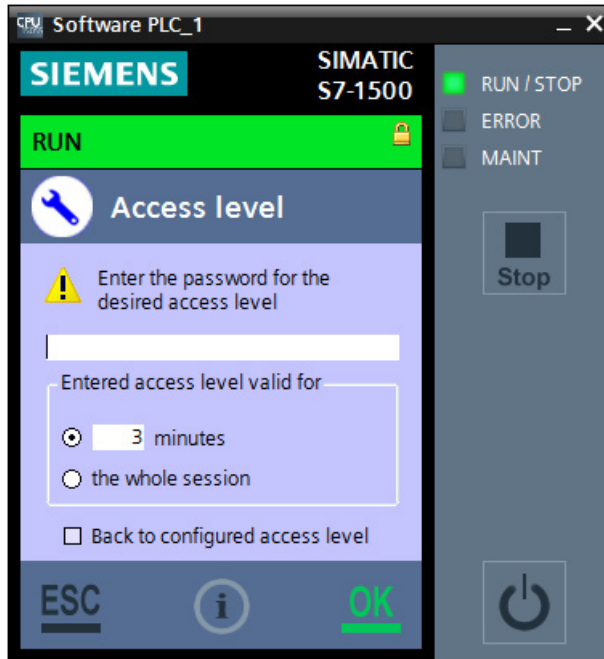 Software PLC_1
SIEMENS
SIMATIC
S7-1500
RUN
Access level
Enter the password for the
desired access level
Entered access level valid for
3 minutes
the whole session
Back to configured access level
ESC
i
OK
RUN / STOP
ERROR
MAINT
Stop